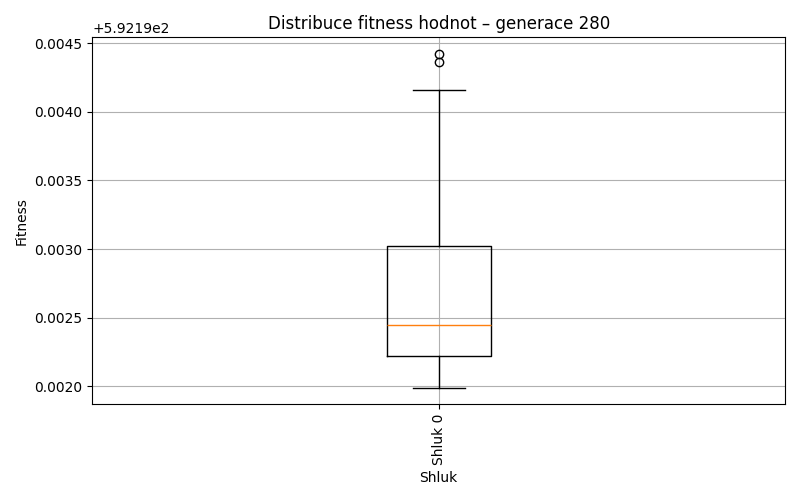 Distribuce fitness hodnot – generace 280
+5.9219e2
0.0045
0.0040
0.0035
0.0030
0.0025
0.0020
Fitness
Shluk 0
Shluk